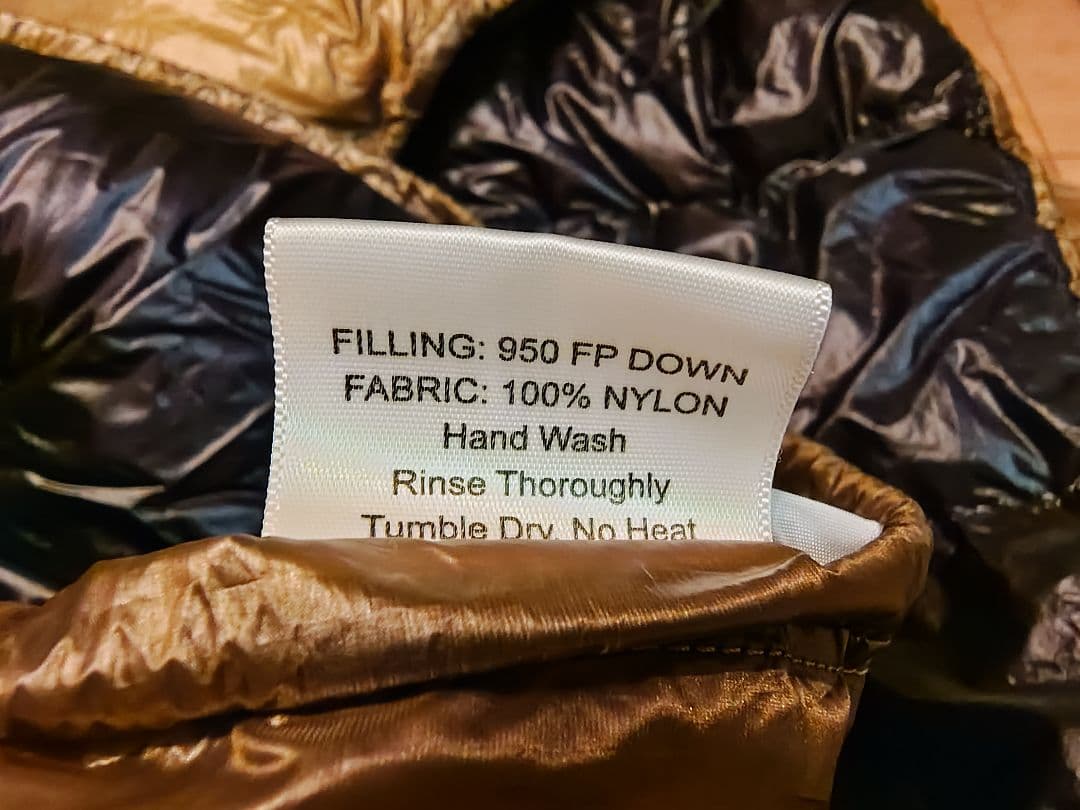 FILLING: 950 FP DOWN
FABRIC: 100% NYLON
Hand Wash
Rinse Thoroughly
Tumble Dry, No Heat